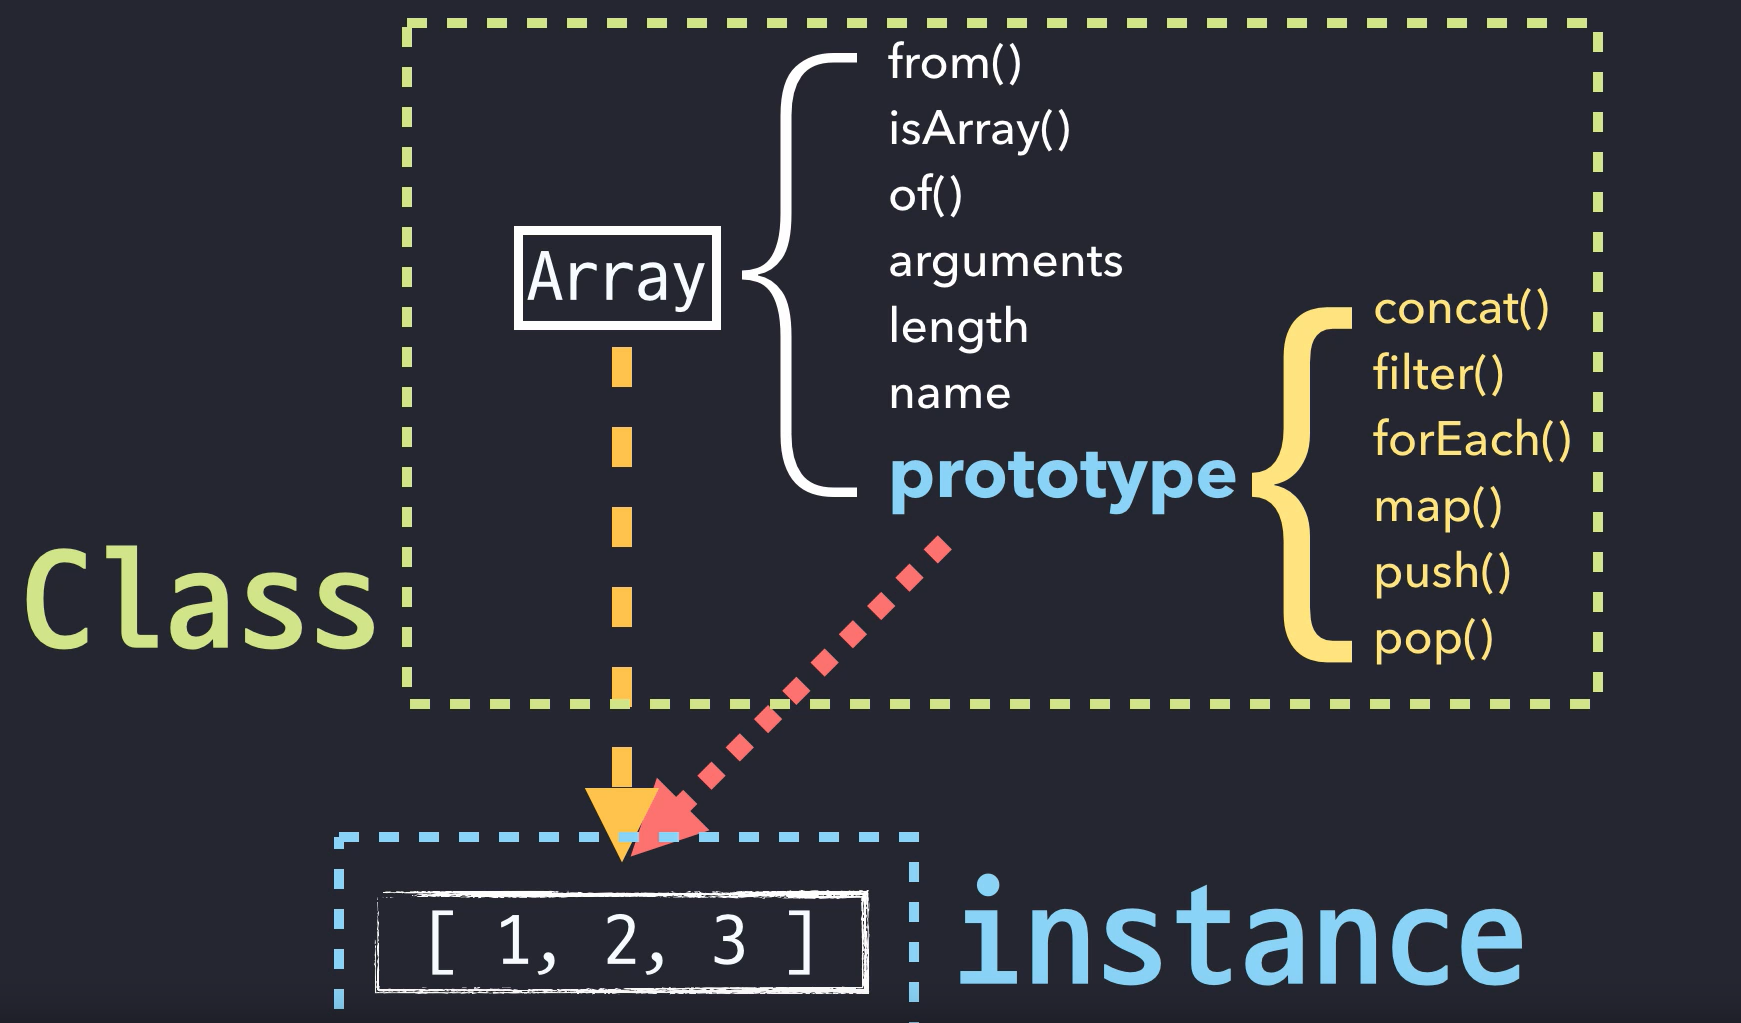 from()
isArray()
of()
arguments
length
name
prototype
Array
concat()
filter()
forEach()
map()
push()
pop()
Class
[ 1, 2, 3 ]
instance